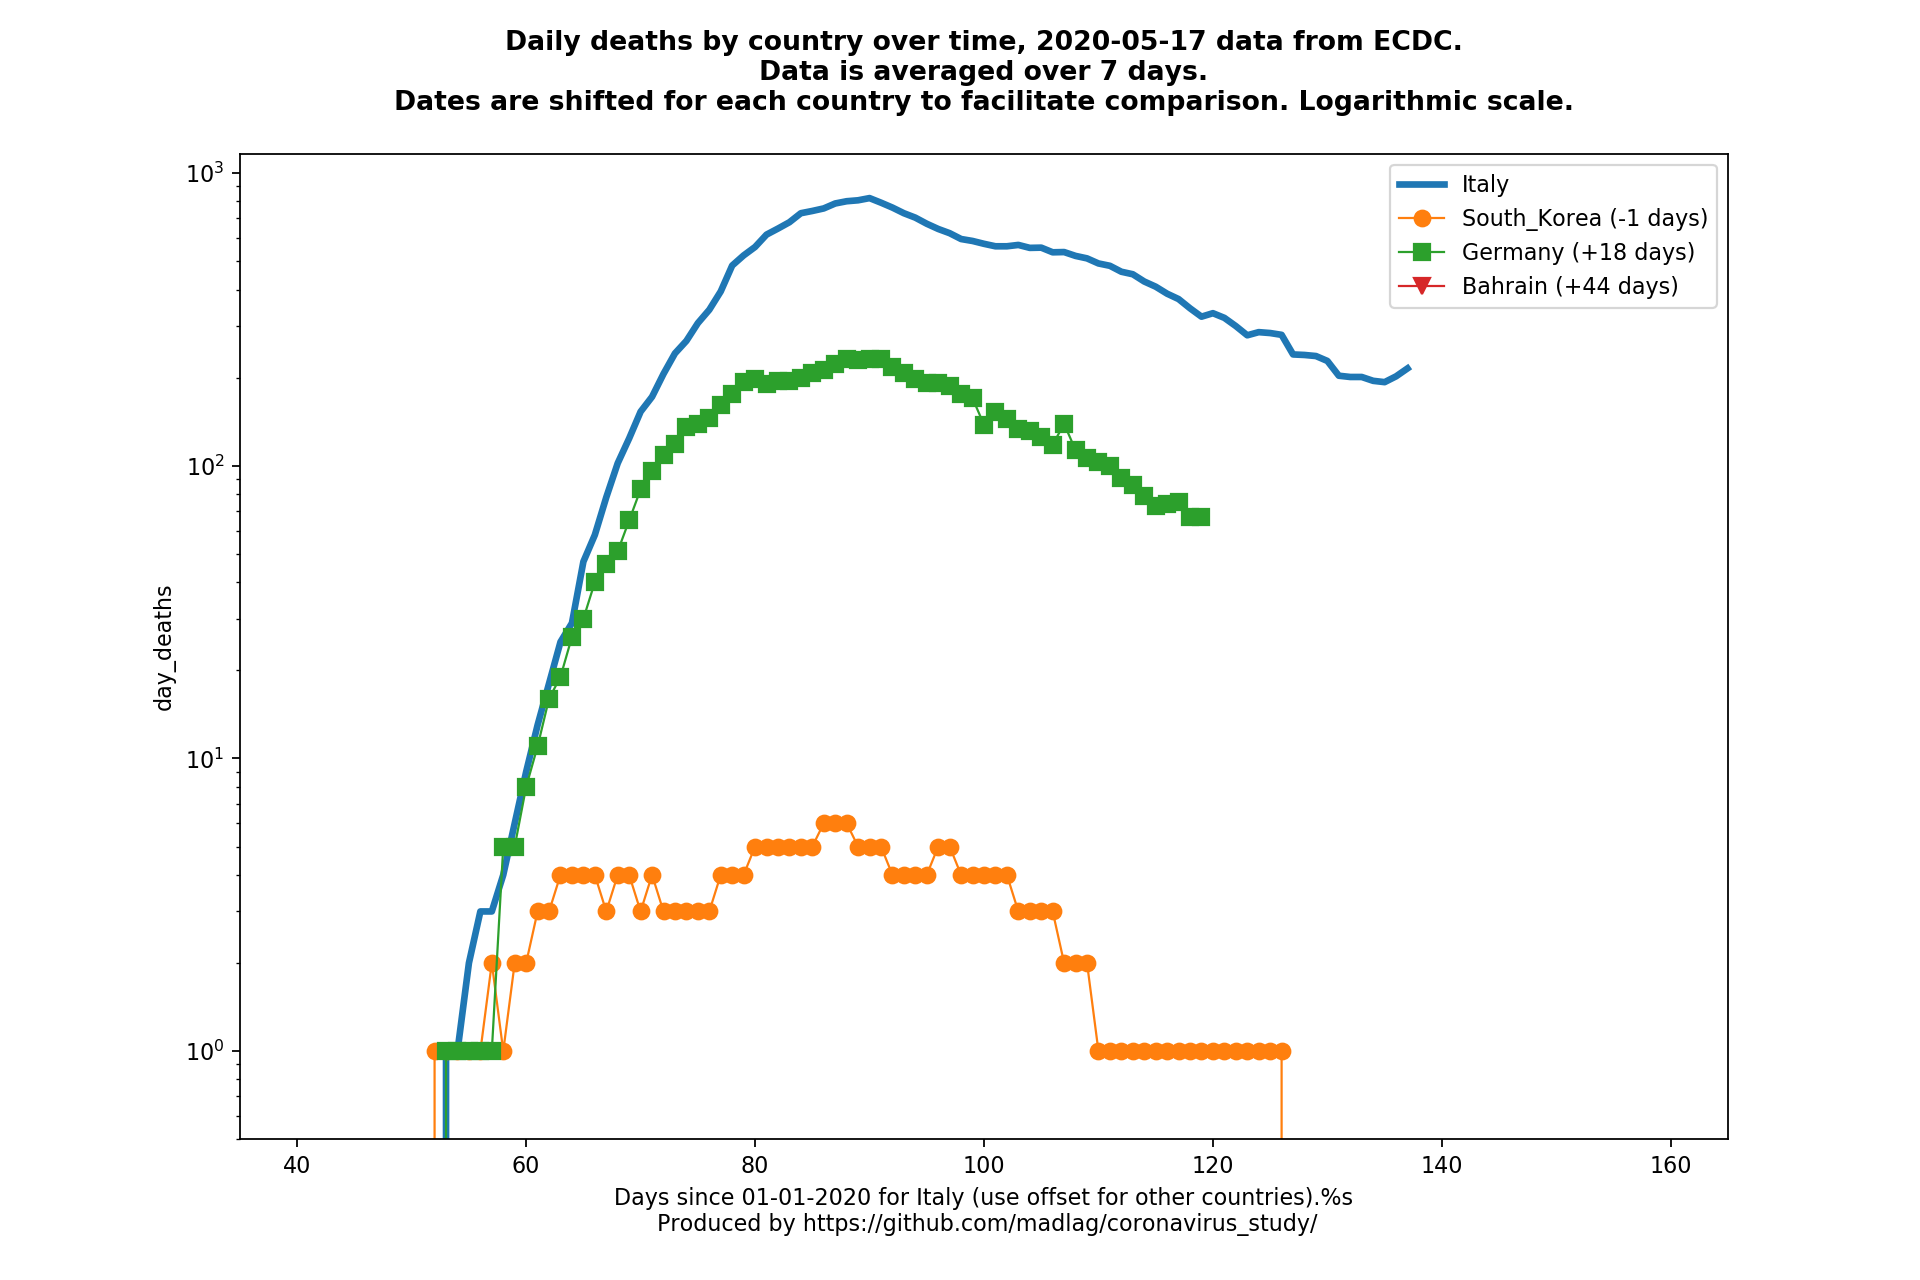 Daily deaths by country over time, 2020-05-17 data from ECDC.
Data is averaged over 7 days.
Dates are shifted for each country to facilitate comparison. Logarithmic scale.
10³
10²
10¹
10⁰
day_deaths
Italy
South_Korea (-1 days)
Germany (+18 days)
Bahrain (+44 days)
40 60 80 100 120 140 160
Days since 01-01-2020 for Italy (use offset for other countries).%s
Produced by https://github.com/madlag/coronavirus_study/